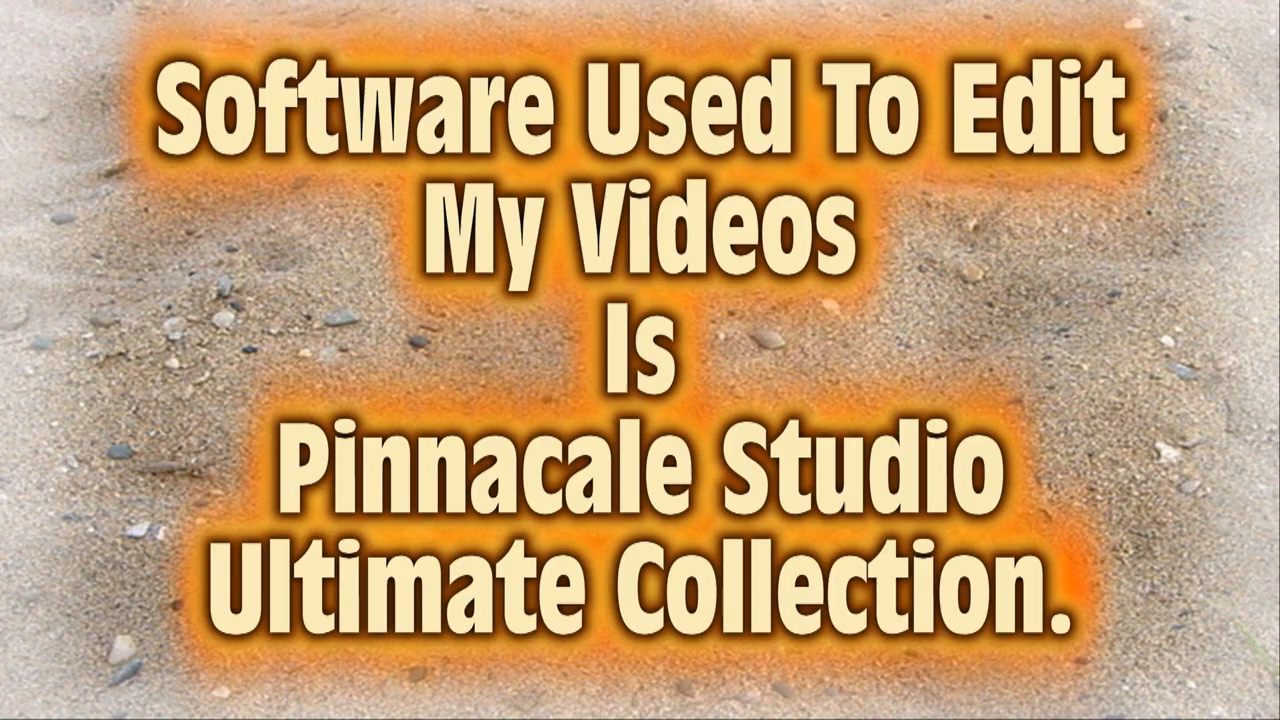 Software Used To Edit
My Videos
Is
Pinnacale Studio
Ultimate Collection.